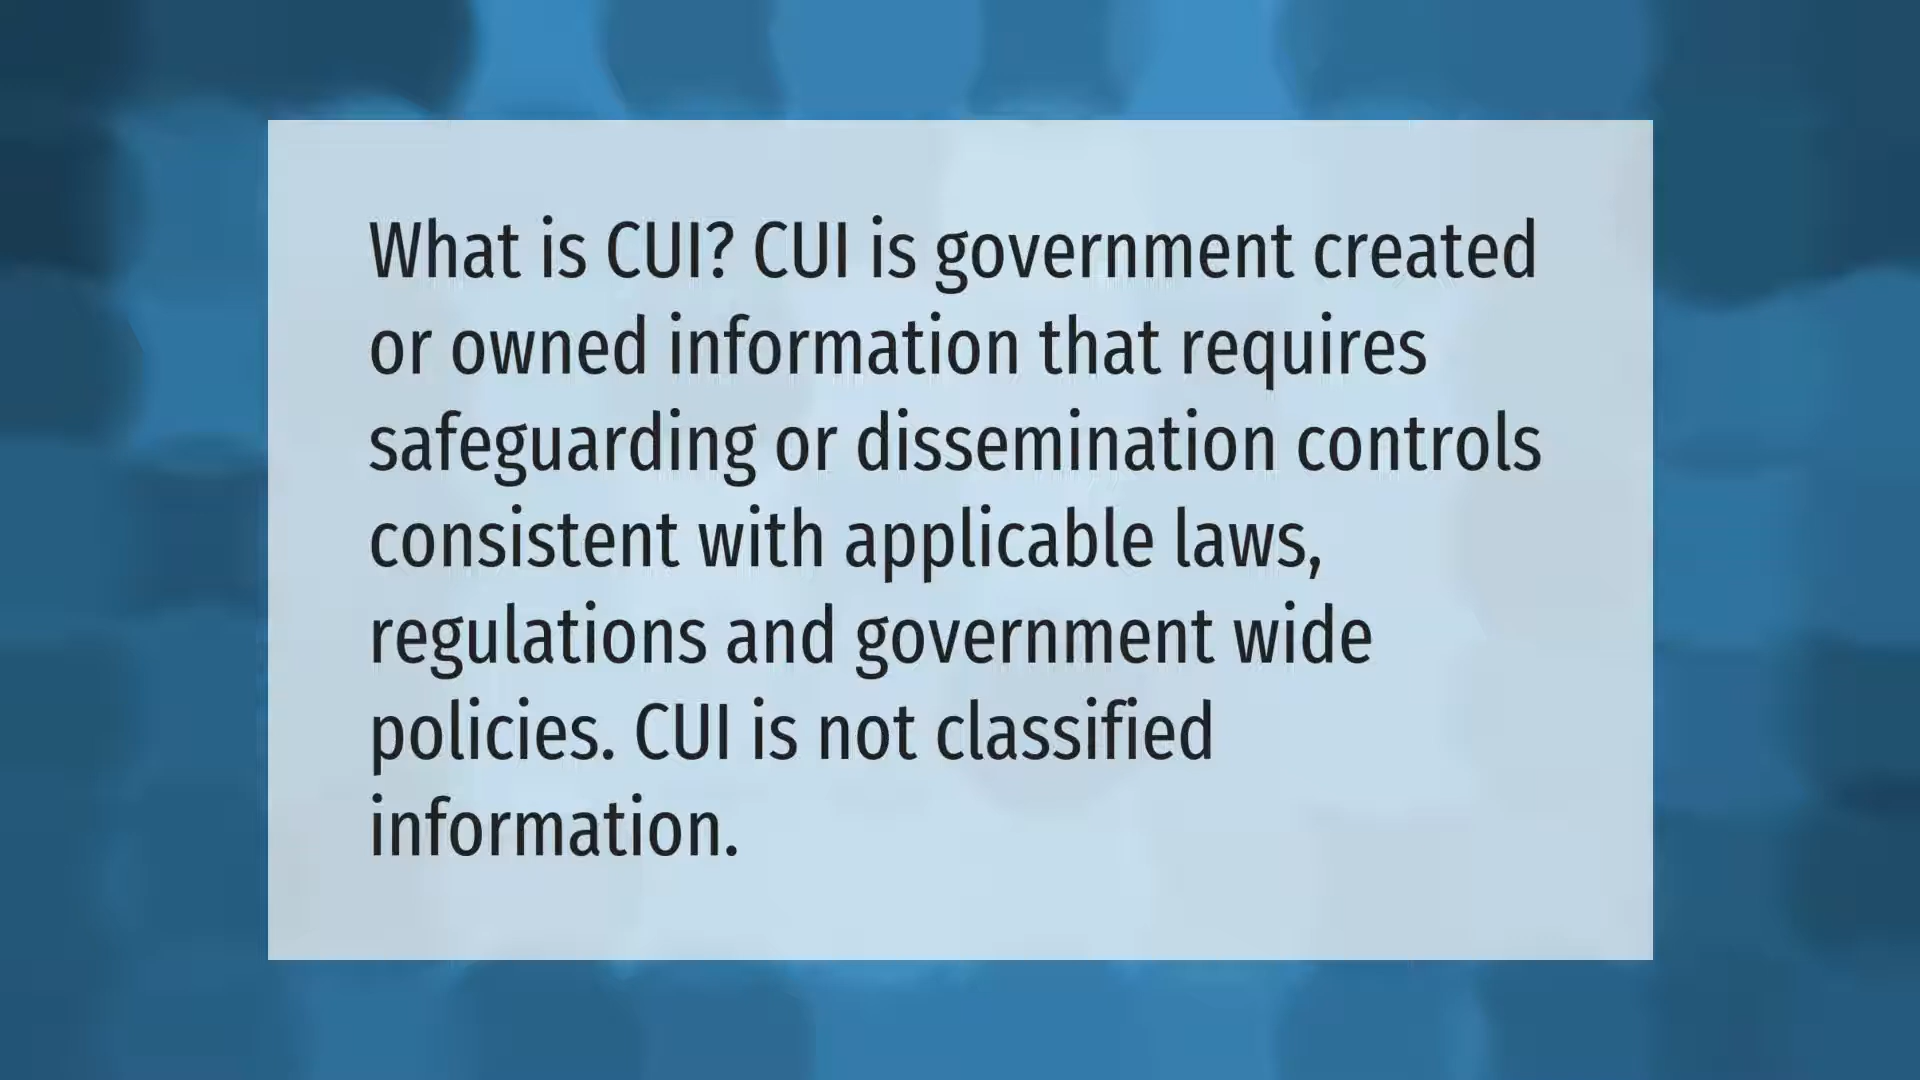 What is CUI? CUI is government created
or owned information that requires
safeguarding or dissemination controls
consistent with applicable laws,
regulations and government wide
policies. CUI is not classified
information.